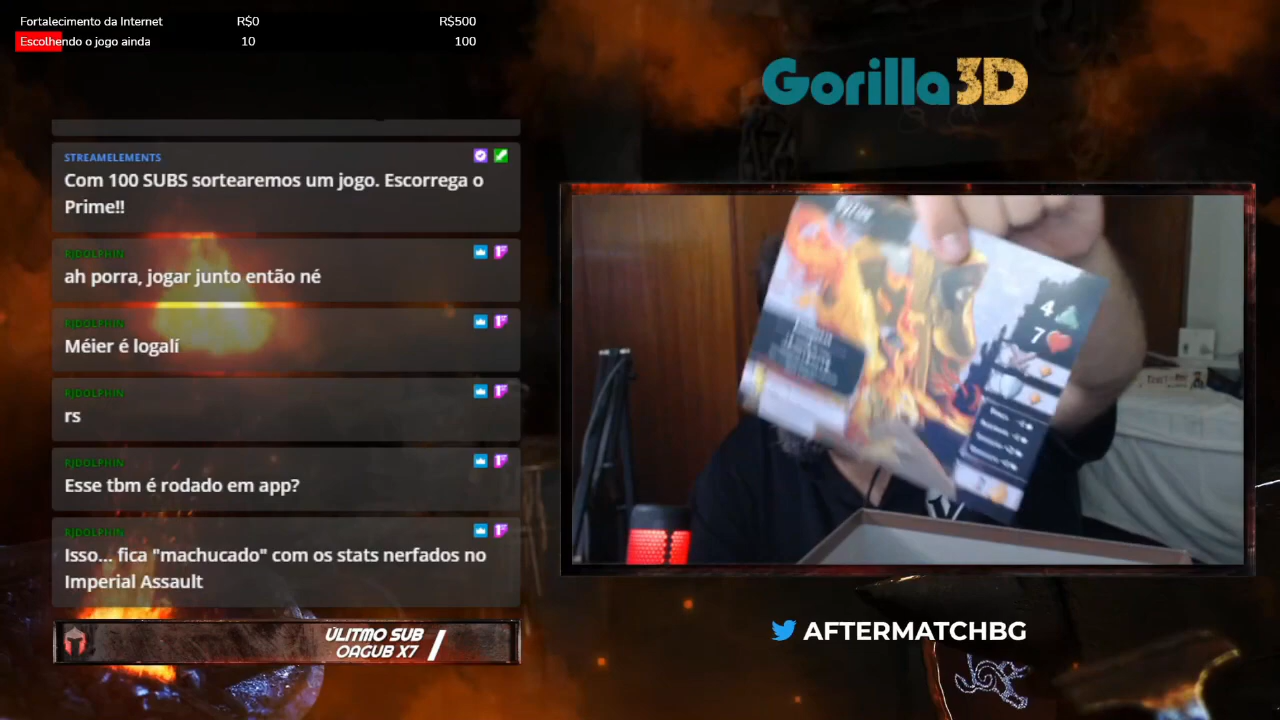 Fortalecimento da Internet R$0 R$500
Escolhendo o jogo ainda 10 100
Gorilla3D
STREAMELEMENTS
Com 100 SUBS sortearemos um jogo. Escorrega o
Prime!!
RJDOLPHIN
ah porra, jogar junto então né
RJDOLPHIN
Méier é logalí
RJDOLPHIN
rs
RJDOLPHIN
Esse tbm é rodado em app?
RJDOLPHIN
Isso... fica "machucado" com os stats nerfados no
Imperial Assault
ÚLITMO SUB
OAGUB X7
4
7
AFTERMATCHBG